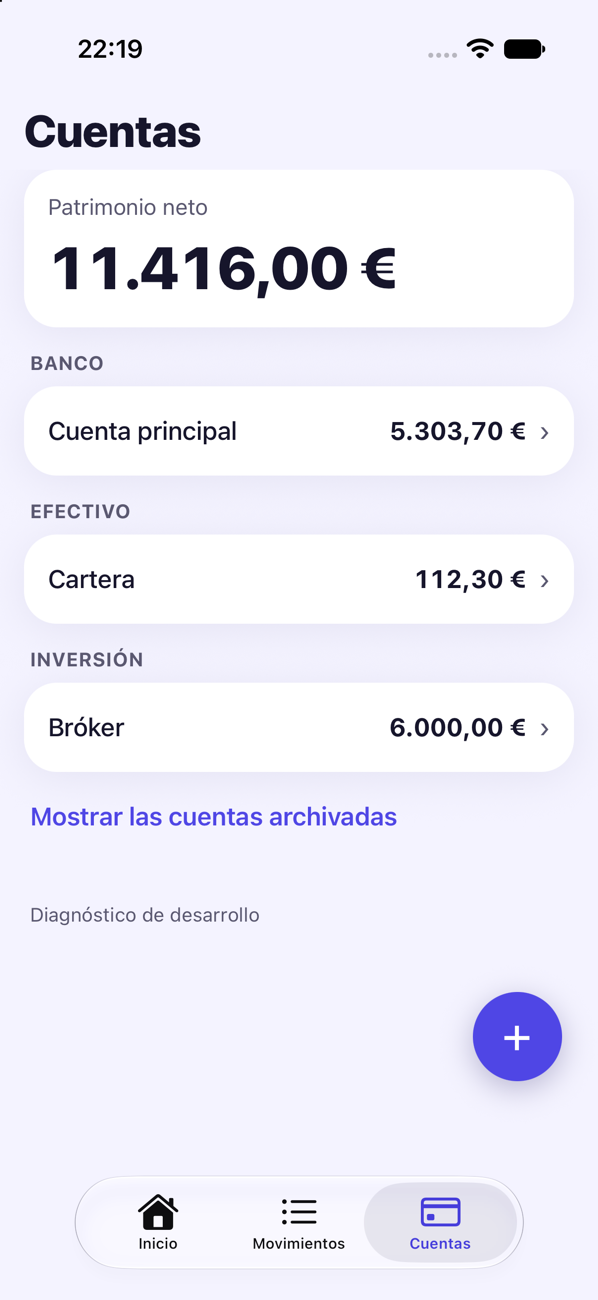 22:19
Cuentas
Patrimonio neto
11.416,00 €
BANCO
Cuenta principal 5.303,70 € ›
EFECTIVO
Cartera 112,30 € ›
INVERSIÓN
Bróker 6.000,00 € ›
Mostrar las cuentas archivadas
Diagnóstico de desarrollo
+
Inicio Movimientos Cuentas